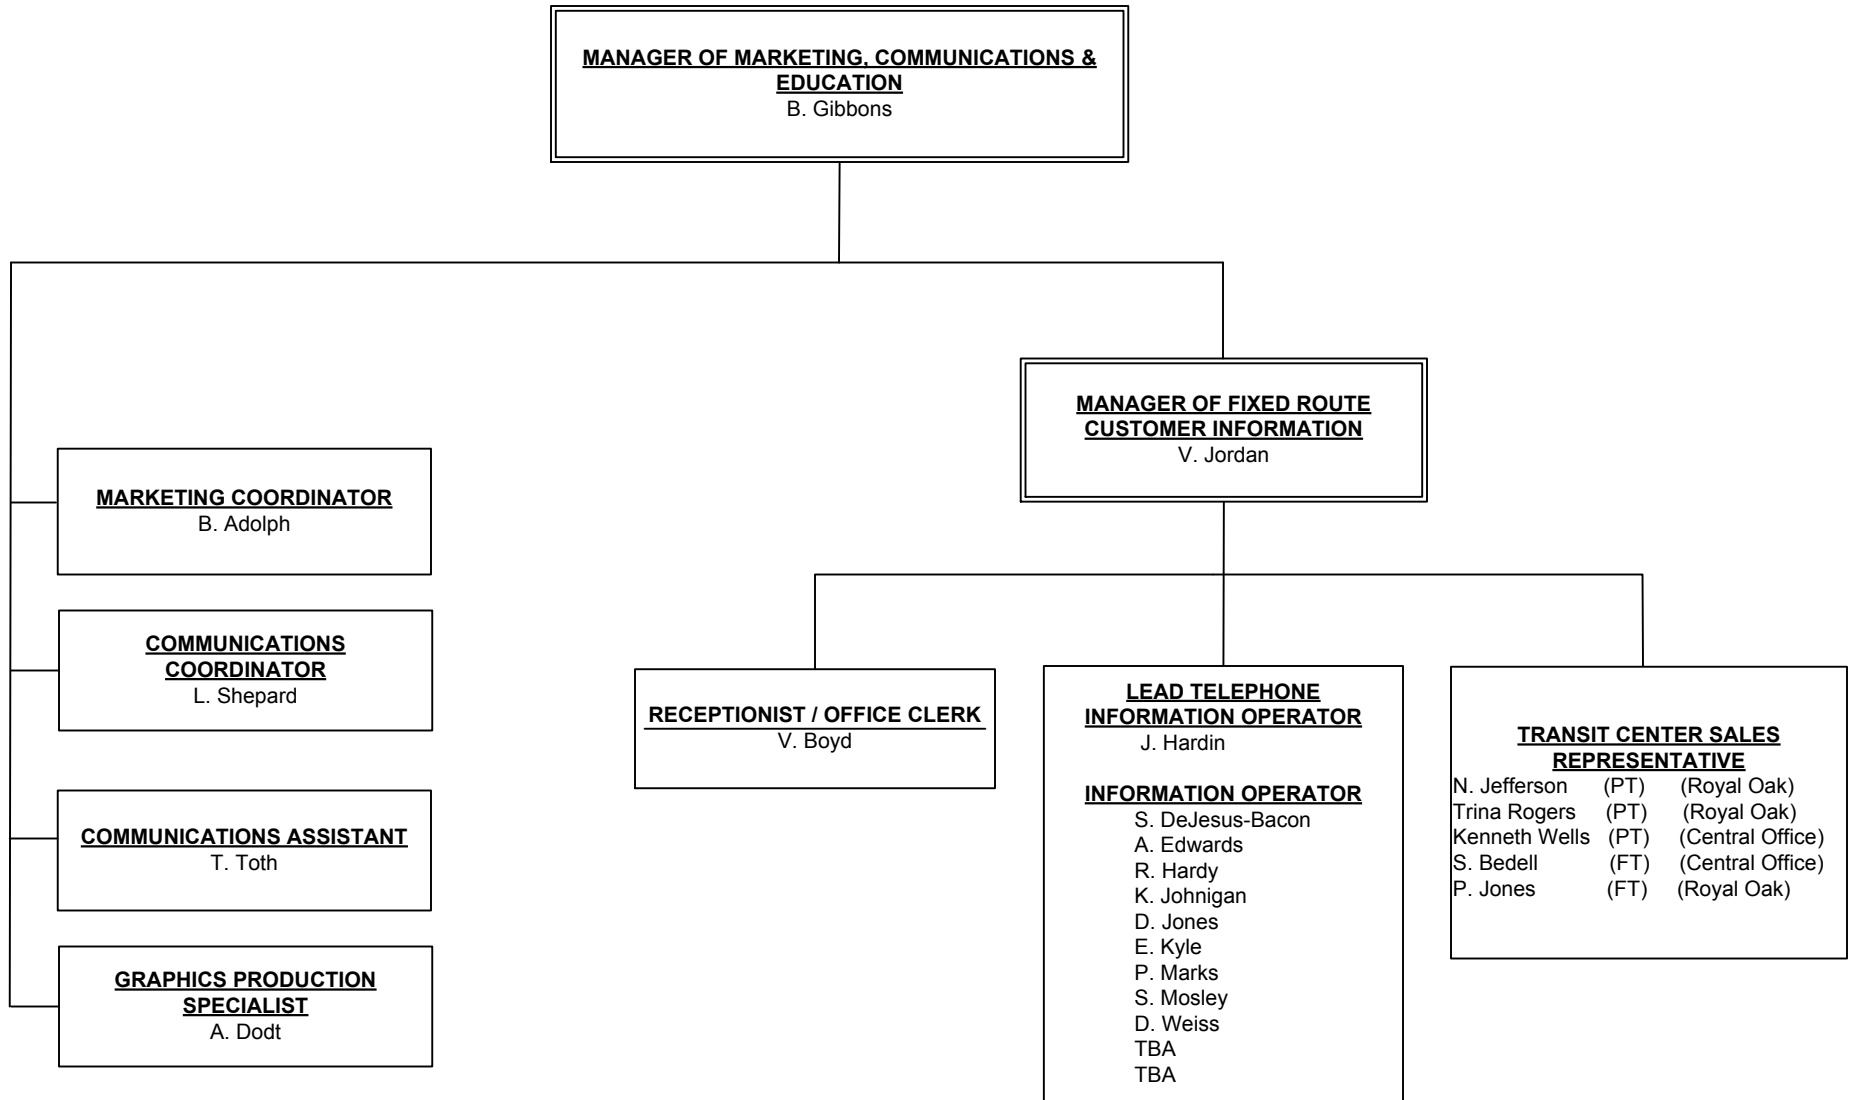 MANAGER OF MARKETING, COMMUNICATIONS &
EDUCATION
B. Gibbons
MANAGER OF FIXED ROUTE
CUSTOMER INFORMATION
V. Jordan
MARKETING COORDINATOR
B. Adolph
COMMUNICATIONS
COORDINATOR
L. Shepard
COMMUNICATIONS ASSISTANT
T. Toth
GRAPHICS PRODUCTION
SPECIALIST
A. Dodt
RECEPTIONIST / OFFICE CLERK
V. Boyd
LEAD TELEPHONE
INFORMATION OPERATOR
J. Hardin
INFORMATION OPERATOR
S. DeJesus-Bacon
A. Edwards
R. Hardy
K. Johnigan
D. Jones
E. Kyle
P. Marks
S. Mosley
D. Weiss
TBA
TBA
TRANSIT CENTER SALES
REPRESENTATIVE
N. Jefferson (PT) (Royal Oak)
Trina Rogers (PT) (Royal Oak)
Kenneth Wells (PT) (Central Office)
S. Bedell (FT) (Central Office)
P. Jones (FT) (Royal Oak)